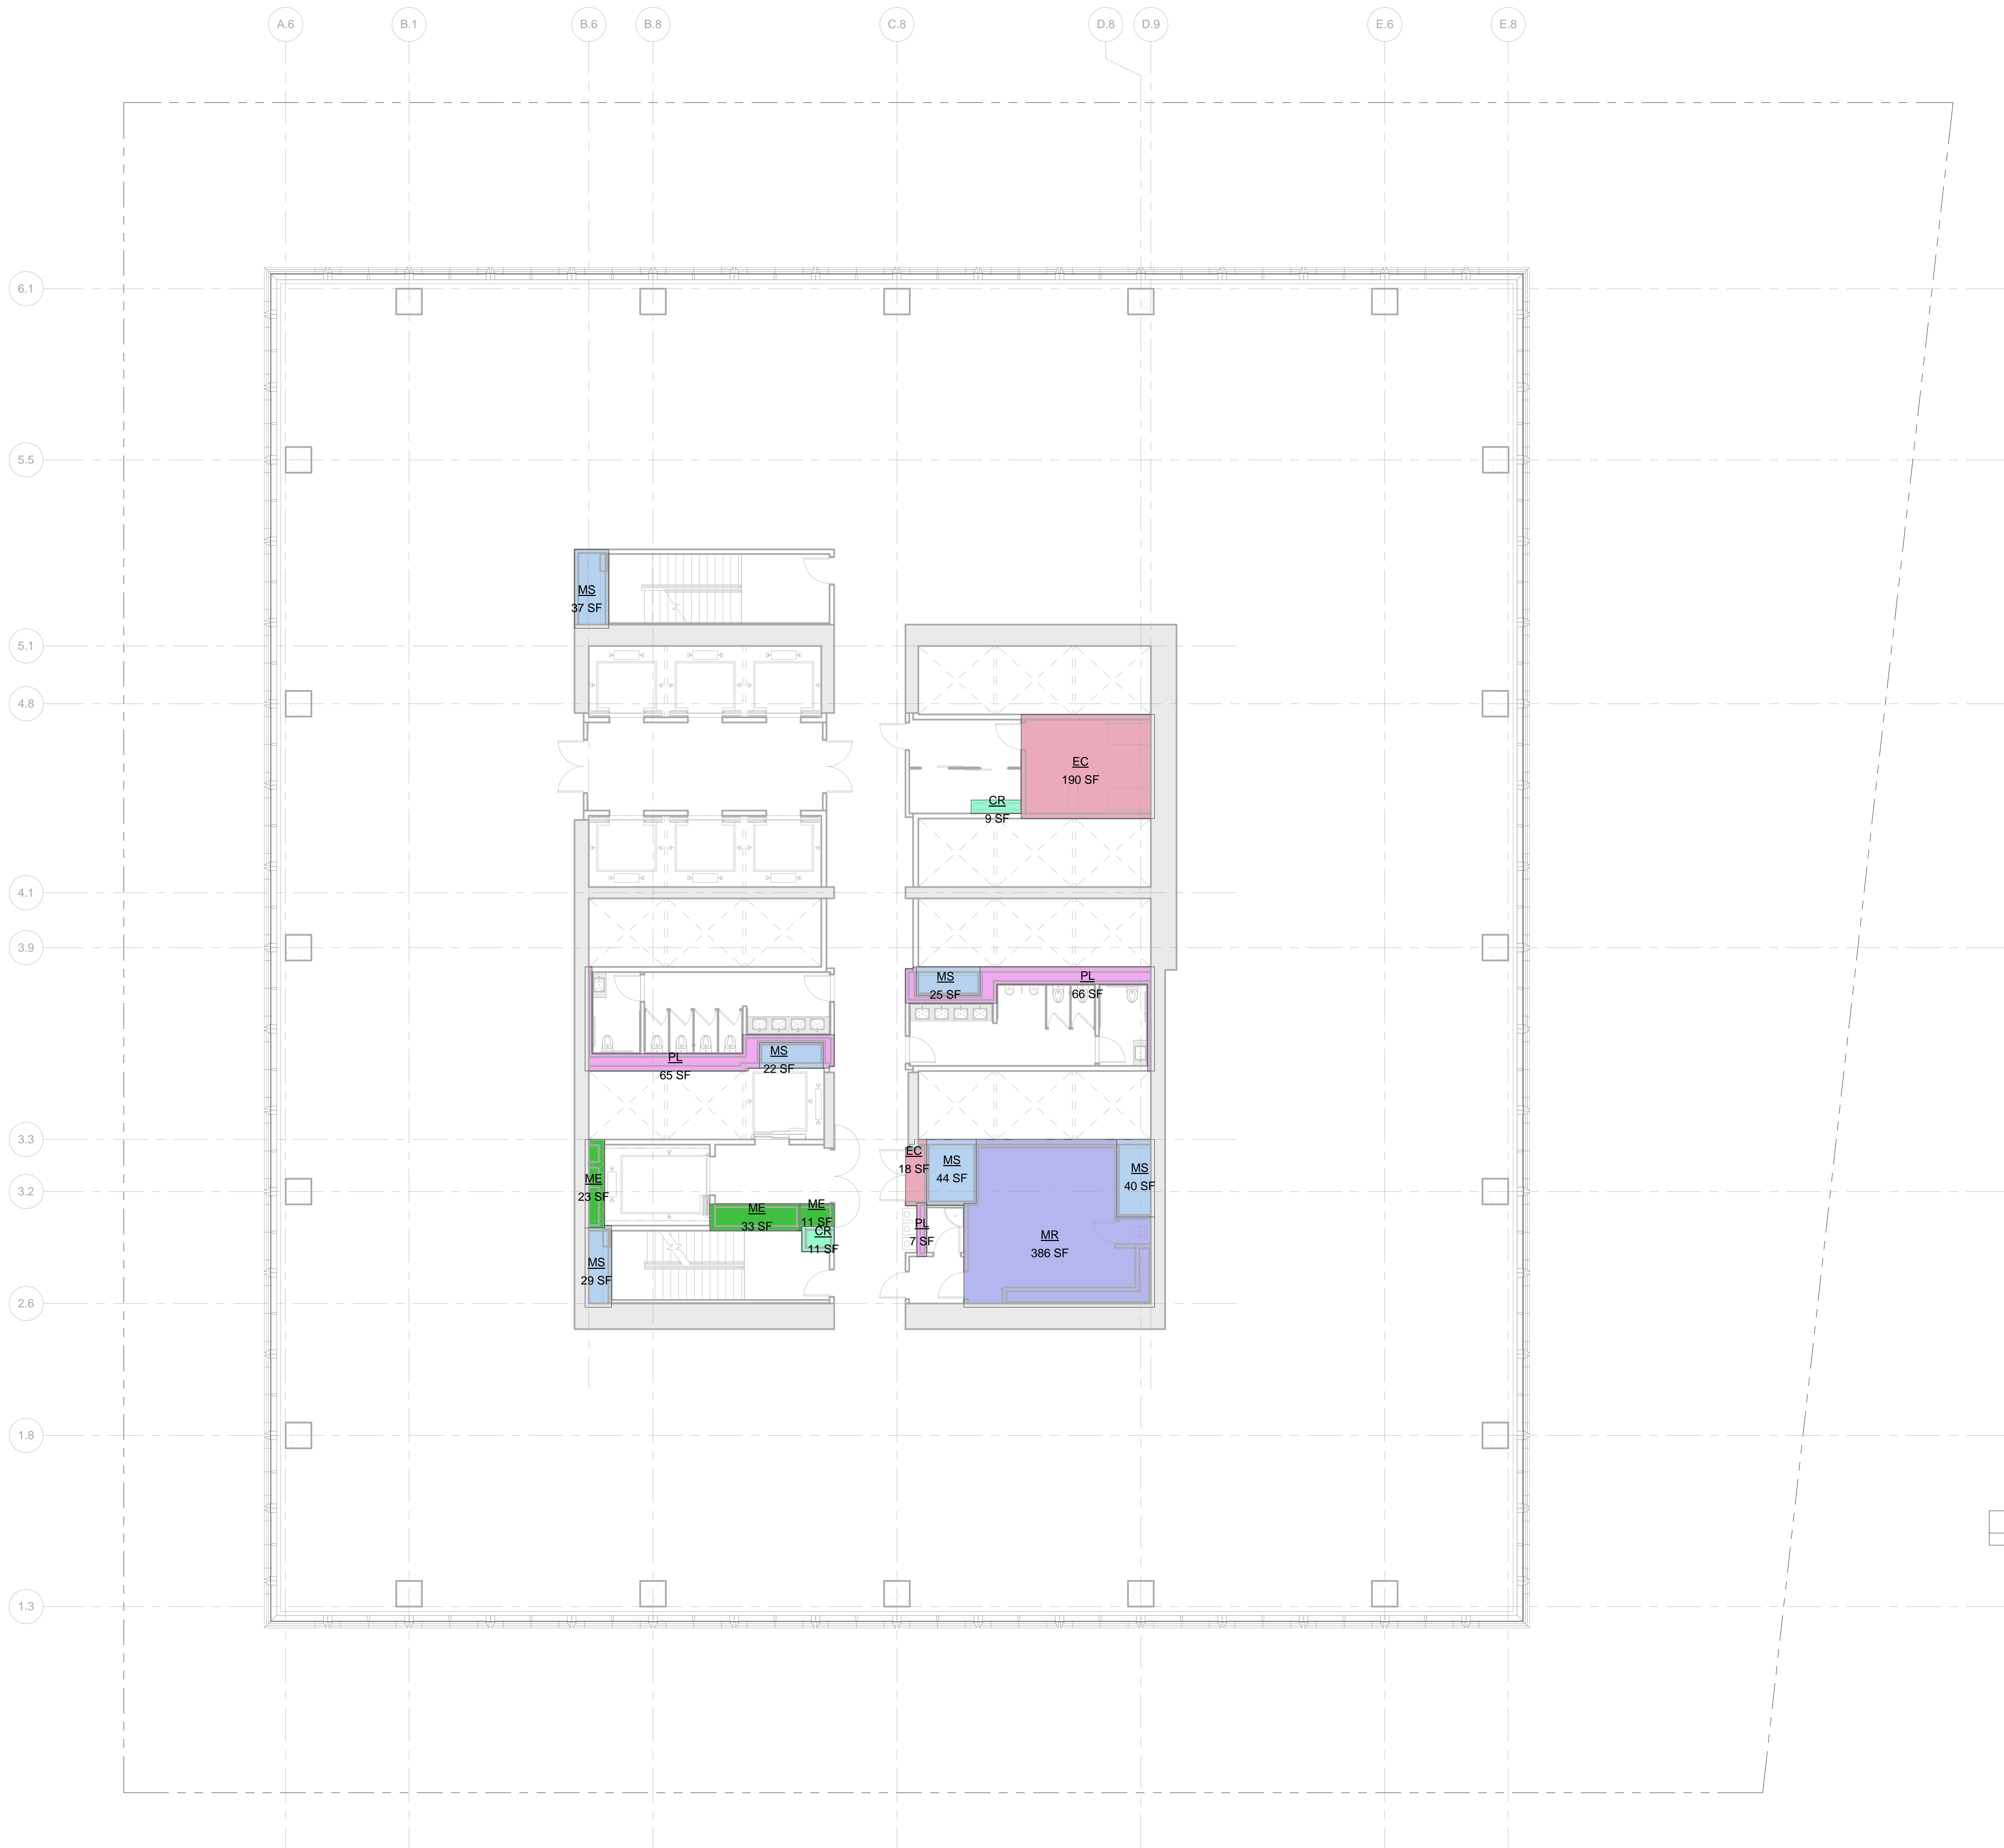 A.6
B.1
B.6
B.8
C.8
D.8
D.9
E.6
E.8
6.1
5.5
MS
37 SF
5.1
4.8
EC
190 SF
CR
9 SF
4.1
3.9
MS
25 SF
PL
66 SF
PL
65 SF
MS
22 SF
3.3
EC
18 SF
MS
44 SF
MS
40 SF
ME
23 SF
3.2
ME
33 SF
ME
11 SF
PL
7 SF
CR
11 SF
MR
386 SF
MS
29 SF
2.6
1.8
1.3